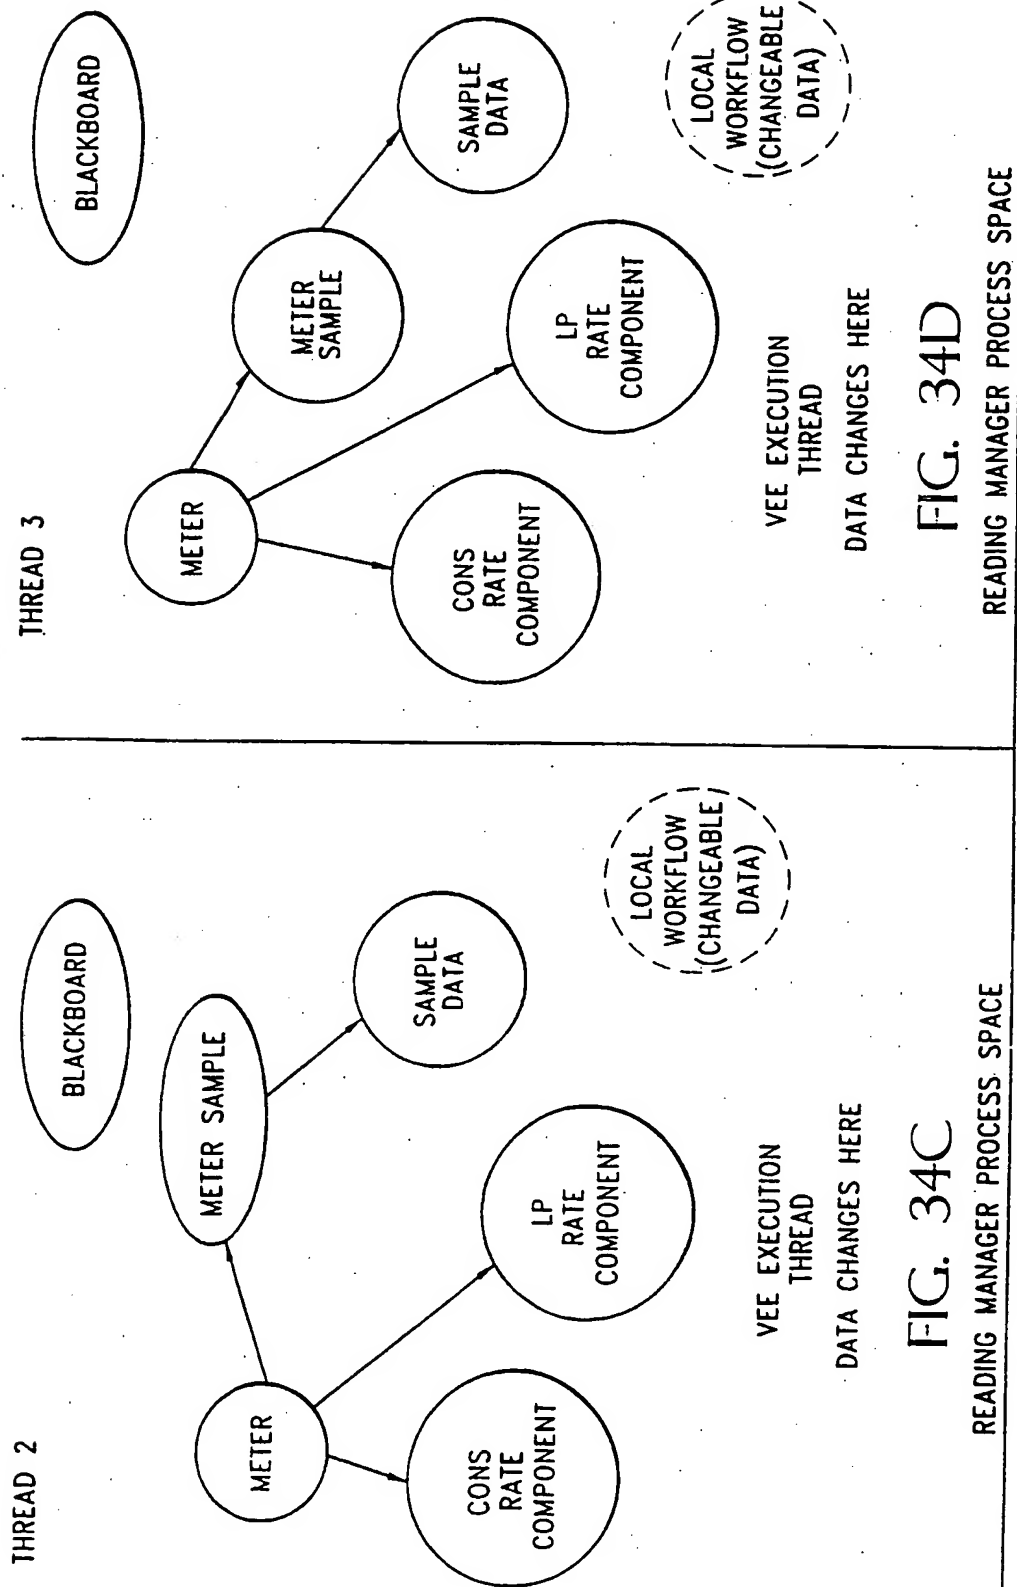 THREAD 2
BLACKBOARD
METER SAMPLE
METER
SAMPLE
DATA
CONS
RATE
COMPONENT
LP
RATE
COMPONENT
LOCAL
WORKFLOW
(CHANGEABLE
DATA)
VEE EXECUTION
THREAD
DATA CHANGES HERE
FIG. 34C
READING MANAGER PROCESS SPACE
THREAD 3
BLACKBOARD
METER
METER
SAMPLE
SAMPLE
DATA
CONS
RATE
COMPONENT
LP
RATE
COMPONENT
LOCAL
WORKFLOW
(CHANGEABLE
DATA)
VEE EXECUTION
THREAD
DATA CHANGES HERE
FIG. 34D
READING MANAGER PROCESS SPACE